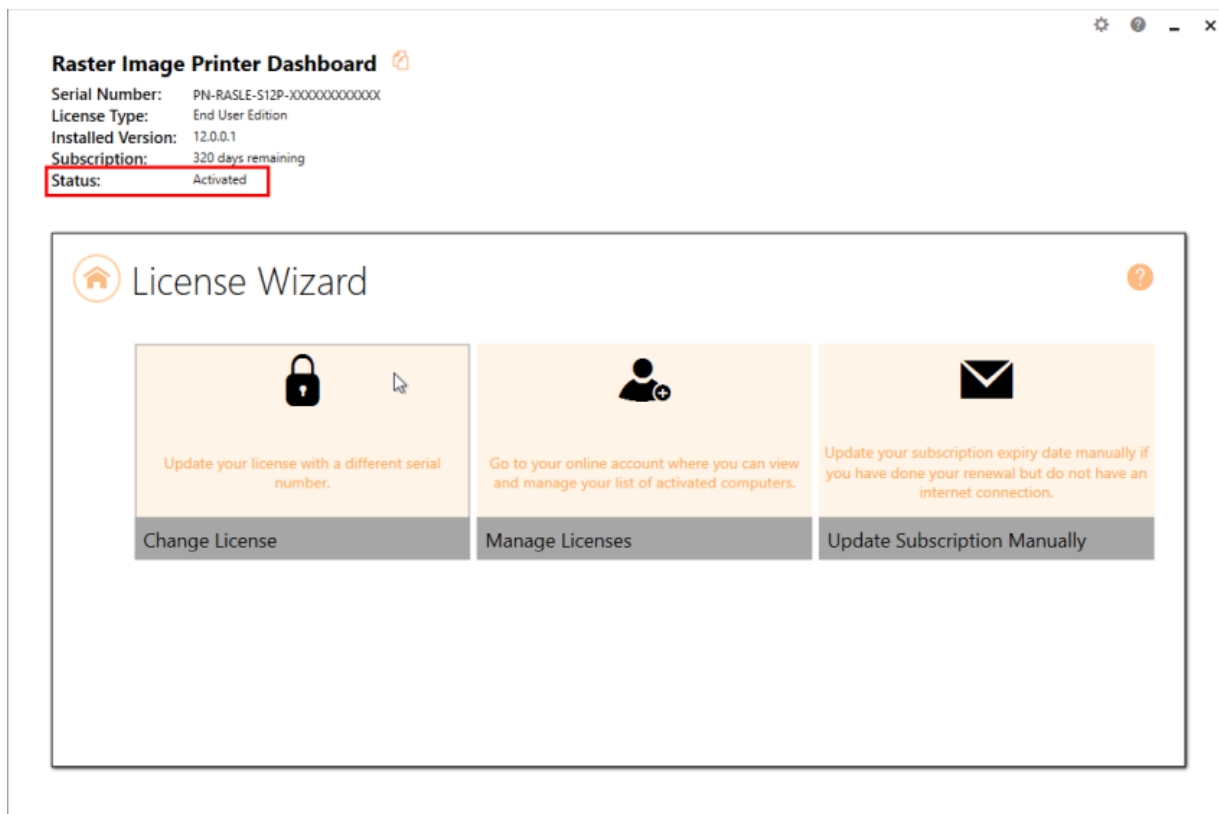 Raster Image Printer Dashboard
Serial Number: PN-RASLE-S12P-XXXXXXXXXXXX
License Type: End User Edition
Installed Version: 12.0.0.1
Subscription: 320 days remaining
Status: Activated
License Wizard
?
Update your license with a different serial
number.
Change License
Go to your online account where you can view
and manage your list of activated computers.
Manage Licenses
Update your subscription expiry date manually if
you have done your renewal but do not have an
internet connection.
Update Subscription Manually